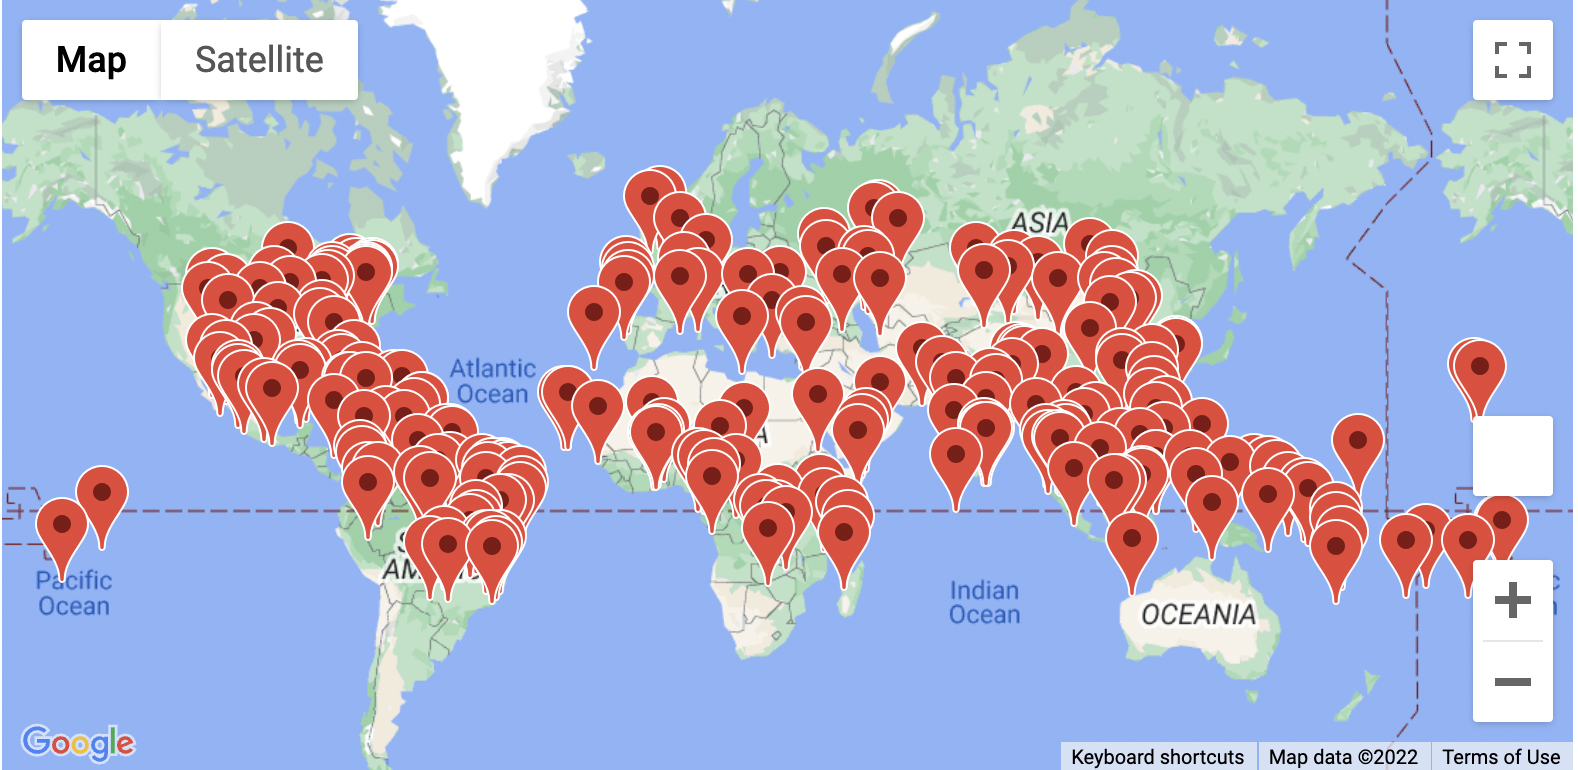 Map
Satellite
ASIA
Atlantic
Ocean
Pacific
Ocean
Indian
Ocean
OCEANIA
Google
Keyboard shortcuts
Map data ©2022
Terms of Use